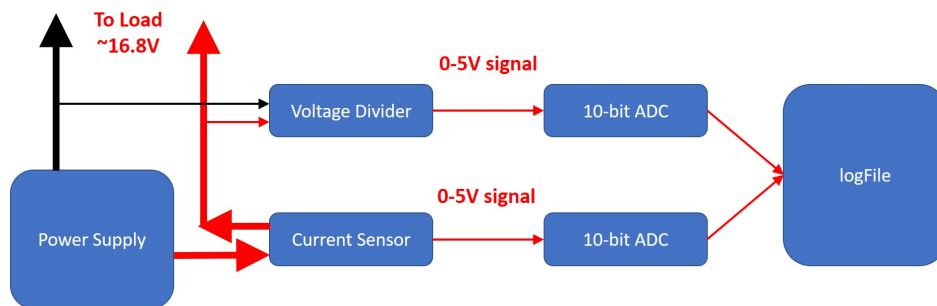 To Load
~16.8V
0-5V signal
Voltage Divider
10-bit ADC
logFile
0-5V signal
Power Supply
Current Sensor
10-bit ADC